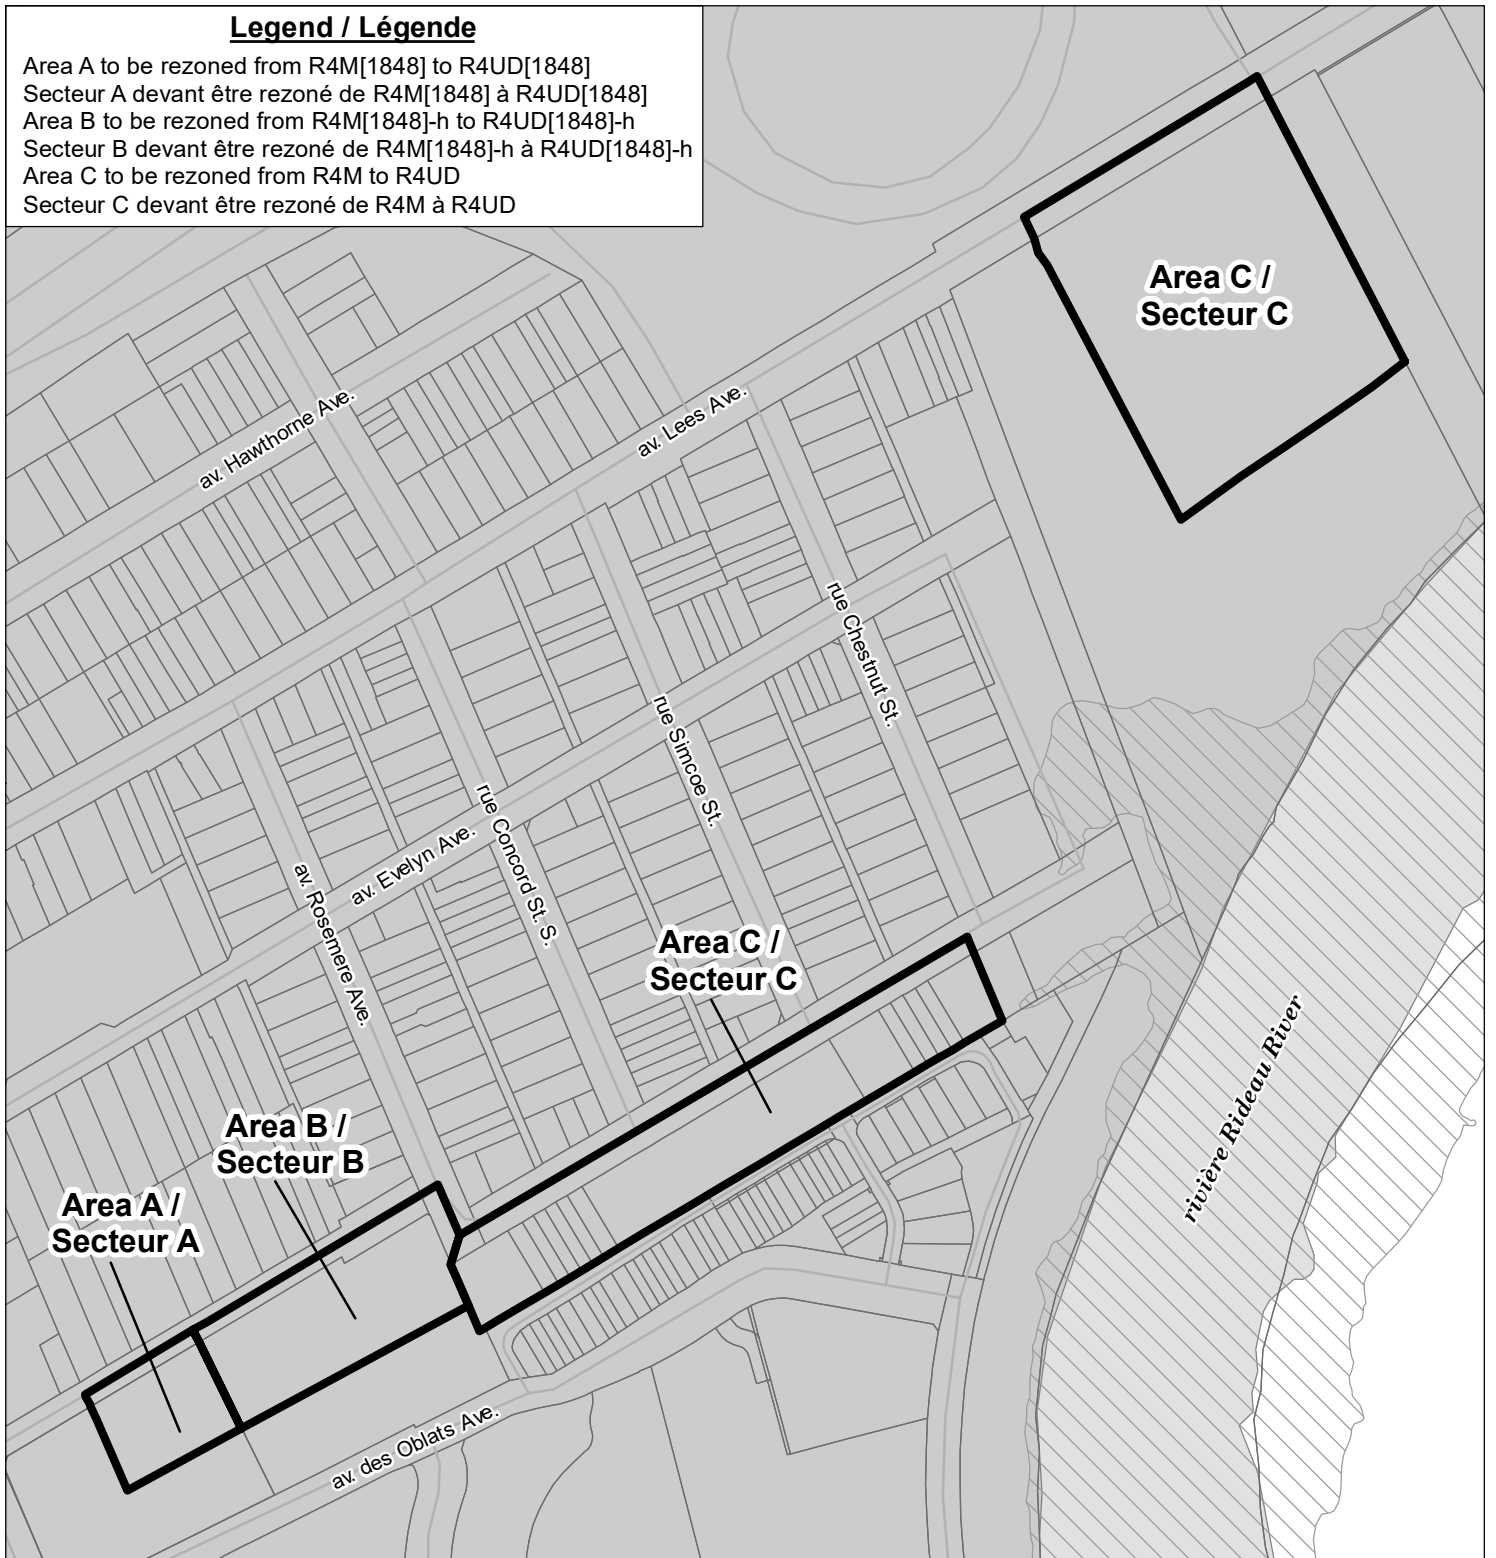 Legend / Légende
Area A to be rezoned from R4M[1848] to R4UD[1848]
Secteur A devant être rezoné de R4M[1848] à R4UD[1848]
Area B to be rezoned from R4M[1848]-h to R4UD[1848]-h
Secteur B devant être rezoné de R4M[1848]-h à R4UD[1848]-h
Area C to be rezoned from R4M to R4UD
Secteur C devant être rezoné de R4M à R4UD
Area C /
Secteur C
av. Hawthorne Ave.
av. Lees Ave.
rue Chestnut St.
rue Simcoe St.
rue Concord St. S.
av. Evelyn Ave.
av. Rosemere Ave.
Area C /
Secteur C
rivière Rideau River
Area B /
Secteur B
Area A /
Secteur A
av. des Oblats Ave.